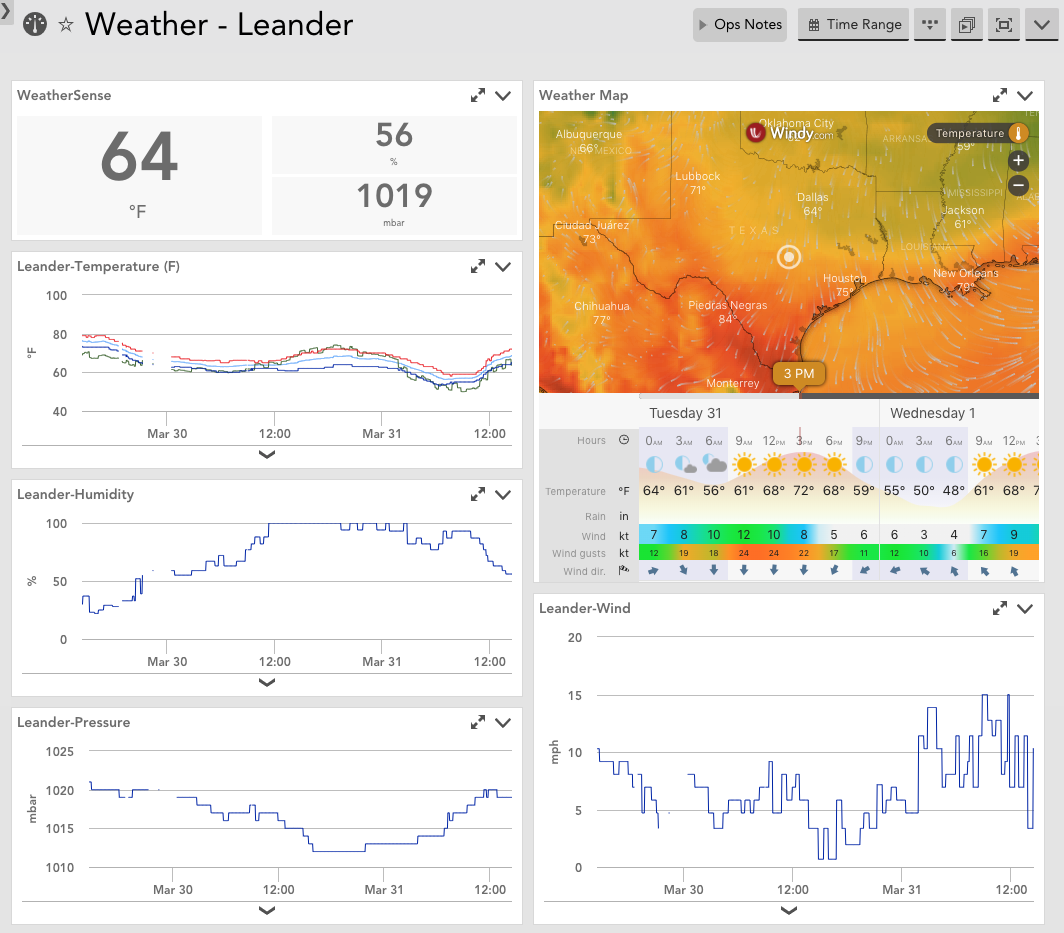 Weather - Leander
Ops Notes
Time Range
WeatherSense
64
°F
56
%
1019
mbar
Leander-Temperature (F)
100
80
60
40
°F
Mar 30
12:00
Mar 31
12:00
Leander-Humidity
100
50
0
%
Mar 30
12:00
Mar 31
12:00
Leander-Pressure
1025
1020
1015
1010
mbar
Mar 30
12:00
Mar 31
12:00
Weather Map
Oklahoma City
Windy.com
Temperature
Albuquerque
66°
NEW MEXICO
ARKANSA
59°
+
−
Lubbock
71°
Dallas
64°
MISSISSIPPI
Jackson
61°
Ciudad Juárez
73°
TEXAS
LOUISIANA
Houston
75°
New Orleans
79°
Chihuahua
77°
Piedras Negras
84°
Monterrey
3 PM
Tuesday 31
Wednesday 1
Hours 0AM 3AM 6AM 9AM 12PM 3PM 6PM 9PM 0AM 3AM 6AM 9AM 12PM
Temperature °F 64° 61° 56° 61° 68° 72° 68° 59° 55° 50° 48° 61° 68°
Rain in
Wind kt 7 8 10 12 10 8 5 6 6 3 4 7 9
Wind gusts kt 12 19 18 24 24 22 17 11 12 10 6 16 19
Wind dir.
Leander-Wind
20
15
10
5
0
mph
Mar 30
12:00
Mar 31
12:00